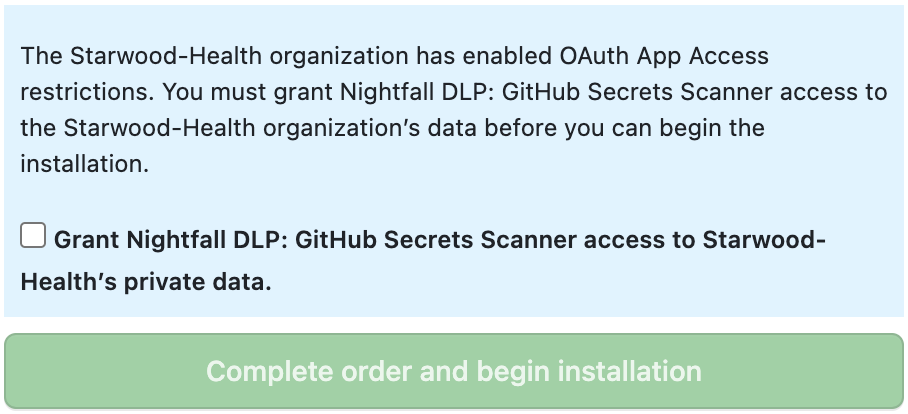 The Starwood-Health organization has enabled OAuth App Access
restrictions. You must grant Nightfall DLP: GitHub Secrets Scanner access to
the Starwood-Health organization’s data before you can begin the
installation.
Grant Nightfall DLP: GitHub Secrets Scanner access to Starwood-
Health’s private data.
Complete order and begin installation